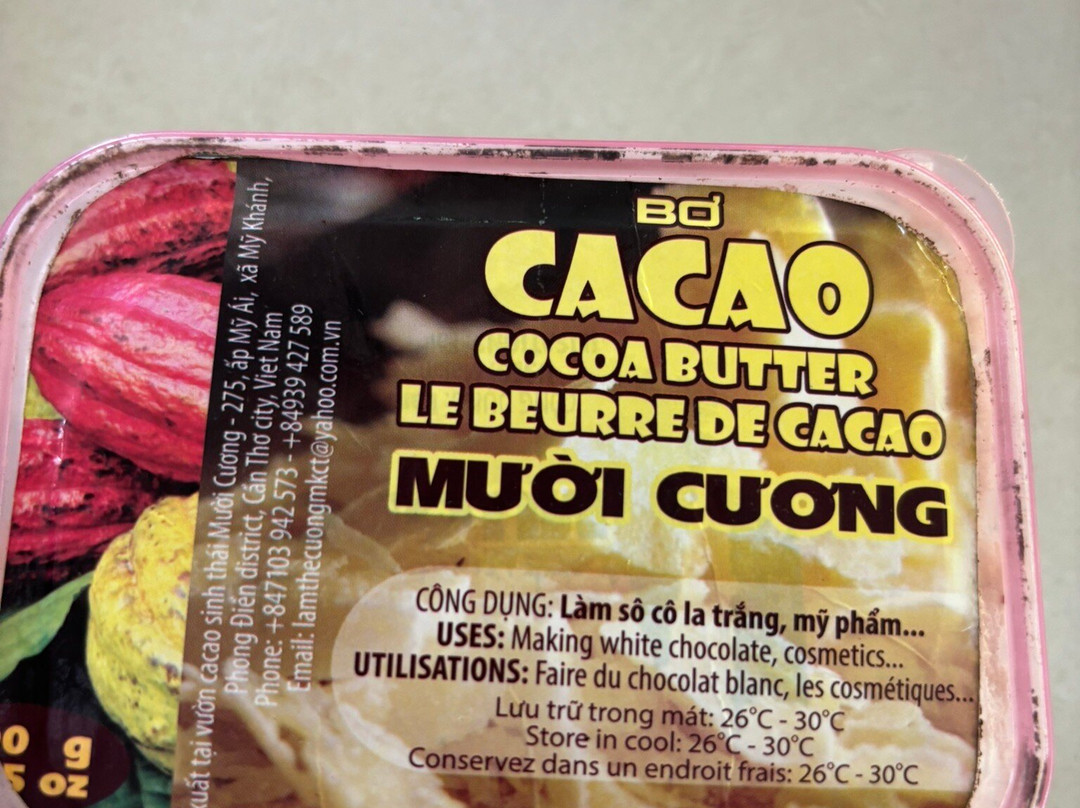 BƠ
CACAO
COCOA BUTTER
LE BEURRE DE CACAO
MƯỜI CƯƠNG
CÔNG DỤNG: Làm sô cô la trắng, mỹ phẩm...
USES: Making white chocolate, cosmetics...
UTILISATIONS: Faire du chocolat blanc, les cosmétiques...
Lưu trữ trong mát: 26°C - 30°C
Store in cool: 26°C - 30°C
Conservez dans un endroit frais: 26°C - 30°C
tại vườn cacao sinh thái Mười Cương - 275, ấp Mỹ Ái, xã Mỹ Khánh,
Phong Điền district, Cần Thơ city, Viet Nam
Phone: +847103 942 573 - +84939 427 589
Email: lamthecuongmkct@yahoo.com.vn
g
OZ